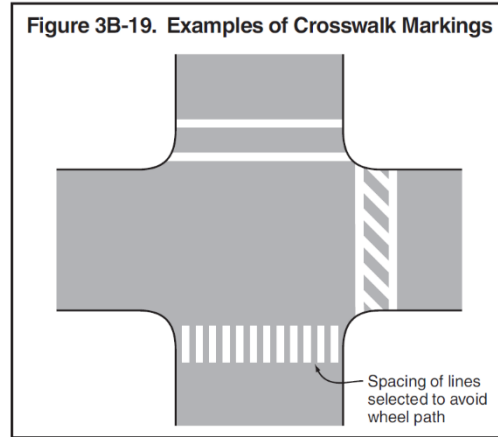 Figure 3B-19. Examples of Crosswalk Markings
Spacing of lines
selected to avoid
wheel path